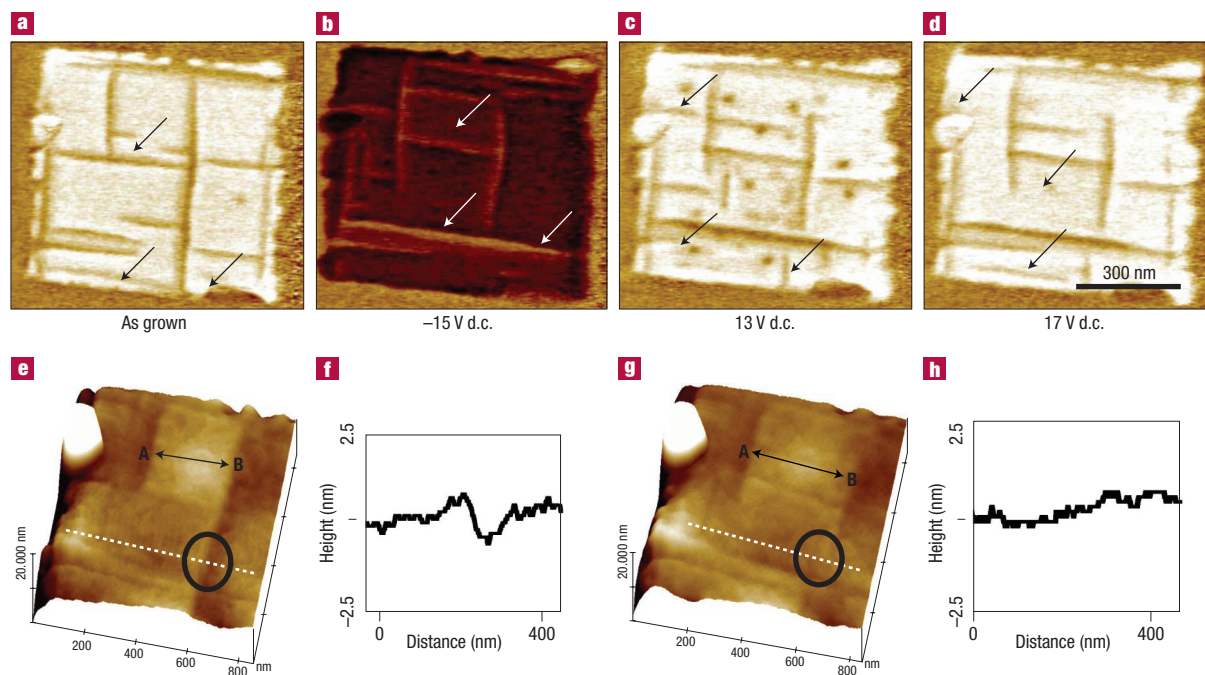 a
b
c
d
300 nm
As grown
–15 V d.c.
13 V d.c.
17 V d.c.
e
f
g
h
A
B
20.000 nm
200
400
600
800
nm
2.5
–
–2.5
Height (nm)
0
400
Distance (nm)
A
B
20.000 nm
200
400
600
800
nm
2.5
–
–2.5
Height (nm)
0
400
Distance (nm)